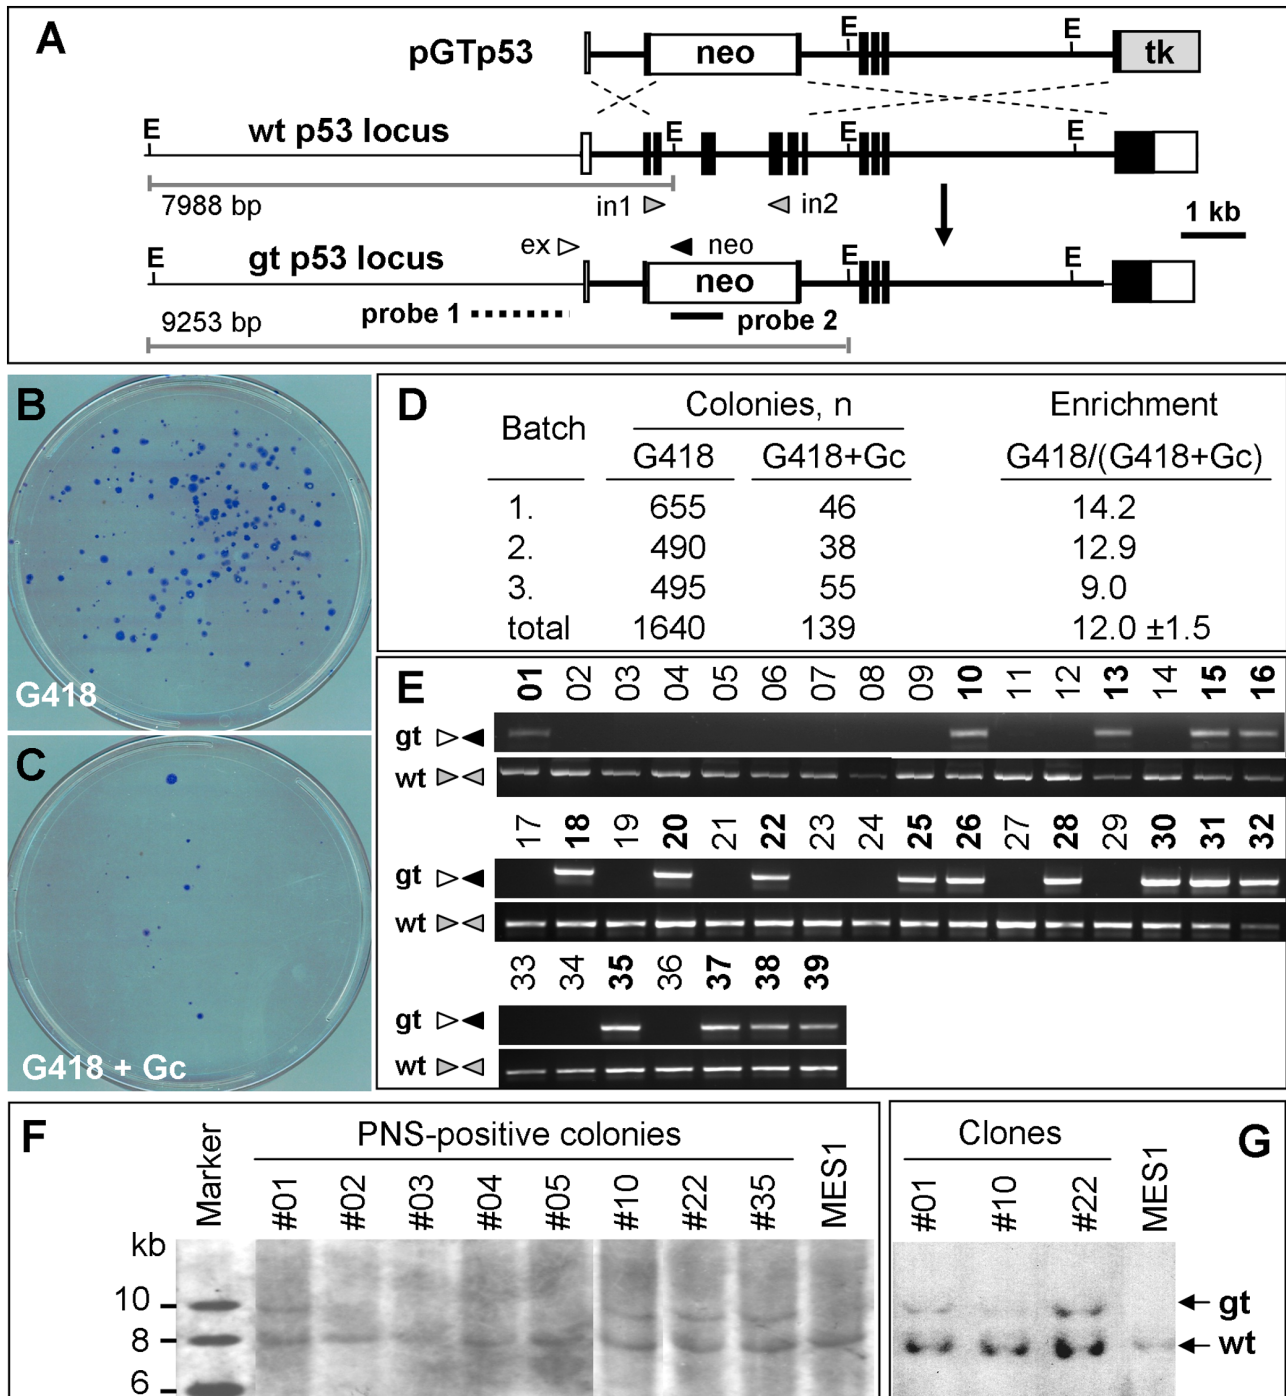 A
pGTp53
neo
E
E
tk
E
wt p53 locus
E
E
E
7988 bp
in1
in2
1 kb
ex
neo
E
gt p53 locus
neo
E
E
probe 1
probe 2
9253 bp
B
G418
C
G418 + Gc
D
Colonies, n
Enrichment
Batch
G418
G418+Gc
G418/(G418+Gc)
1. 655 46 14.2
2. 490 38 12.9
3. 495 55 9.0
total 1640 139 12.0 ±1.5
E
01 02 03 04 05 06 07 08 09 10 11 12 13 14 15 16
gt
wt
17 18 19 20 21 22 23 24 25 26 27 28 29 30 31 32
gt
wt
33 34 35 36 37 38 39
gt
wt
F
PNS-positive colonies
Marker #01 #02 #03 #04 #05 #10 #22 #35 MES1
kb
10
8
6
G
Clones
#01 #10 #22 MES1
gt
wt